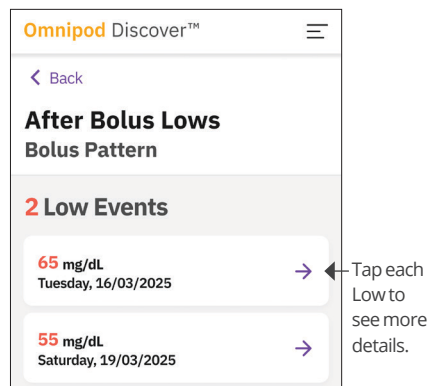 Omnipod Discover™
Back
After Bolus Lows
Bolus Pattern
2 Low Events
65 mg/dL
Tuesday, 16/03/2025
Tap each
Low to
see more
details.
55 mg/dL
Saturday, 19/03/2025